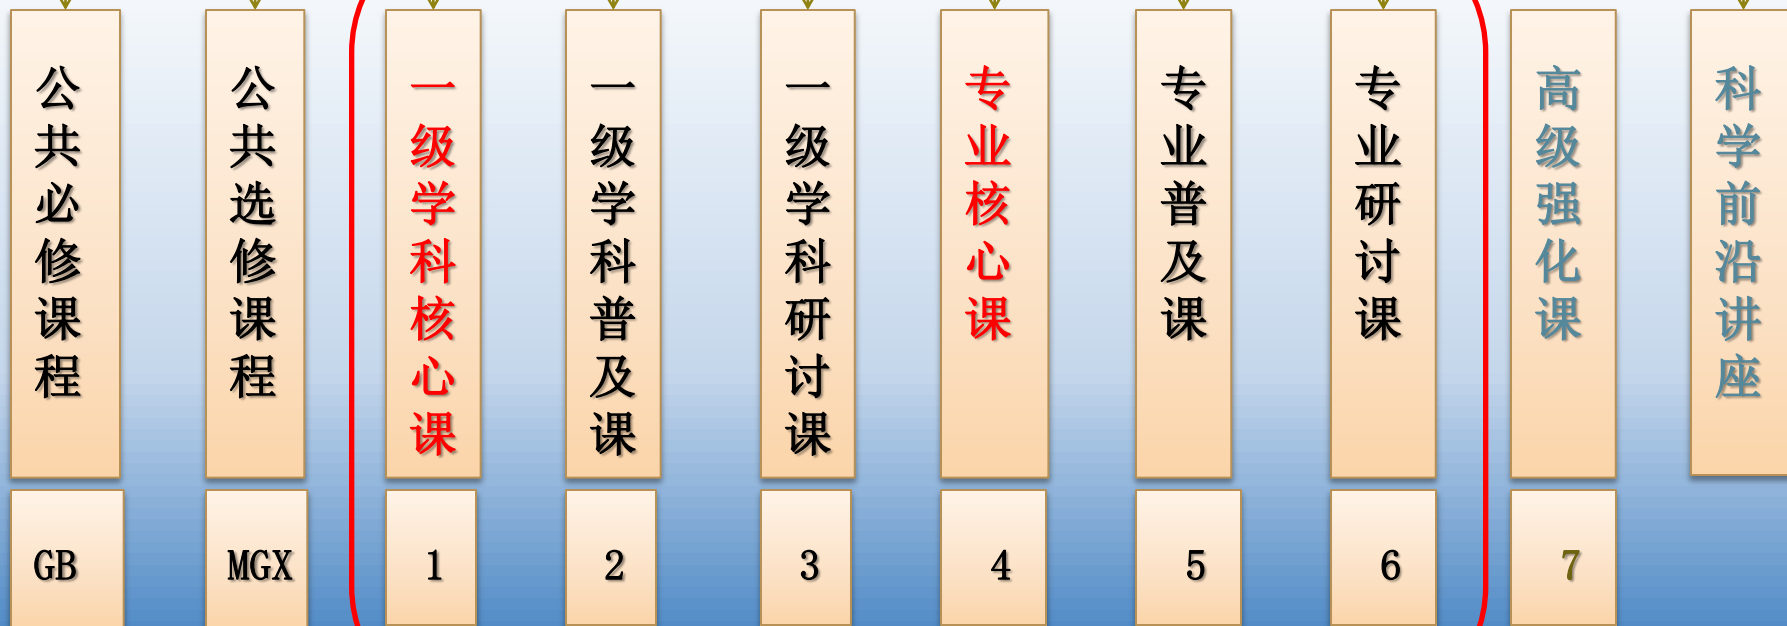 公共必修课程
公共选修课程
一级学科核心课
一级学科普及课
一级学科研讨课
专业核心课
专业普及课
专业研讨课
高级强化课
科学前沿讲座
GB
MGX
1
2
3
4
5
6
7